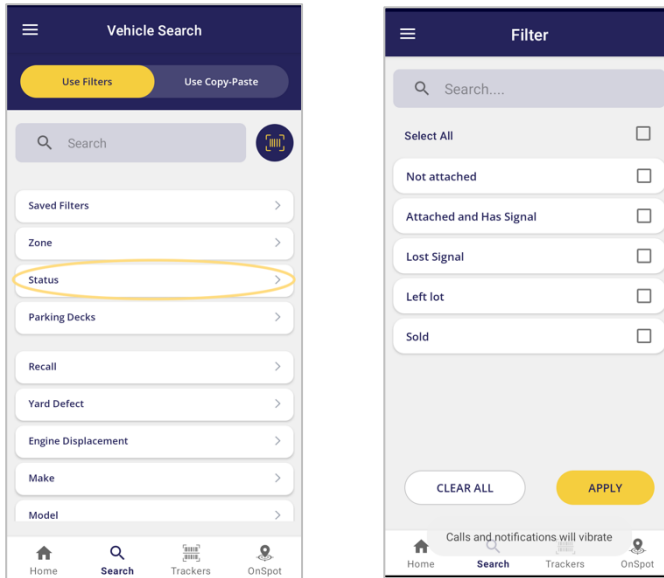 Vehicle Search
Use Filters
Use Copy-Paste
Search
Saved Filters
Zone
Status
Parking Decks
Recall
Yard Defect
Engine Displacement
Make
Model
Home
Search
Trackers
OnSpot
Filter
Search....
Select All
Not attached
Attached and Has Signal
Lost Signal
Left lot
Sold
CLEAR ALL
APPLY
Calls and notifications will vibrate
Home
Search
Trackers
OnSpot